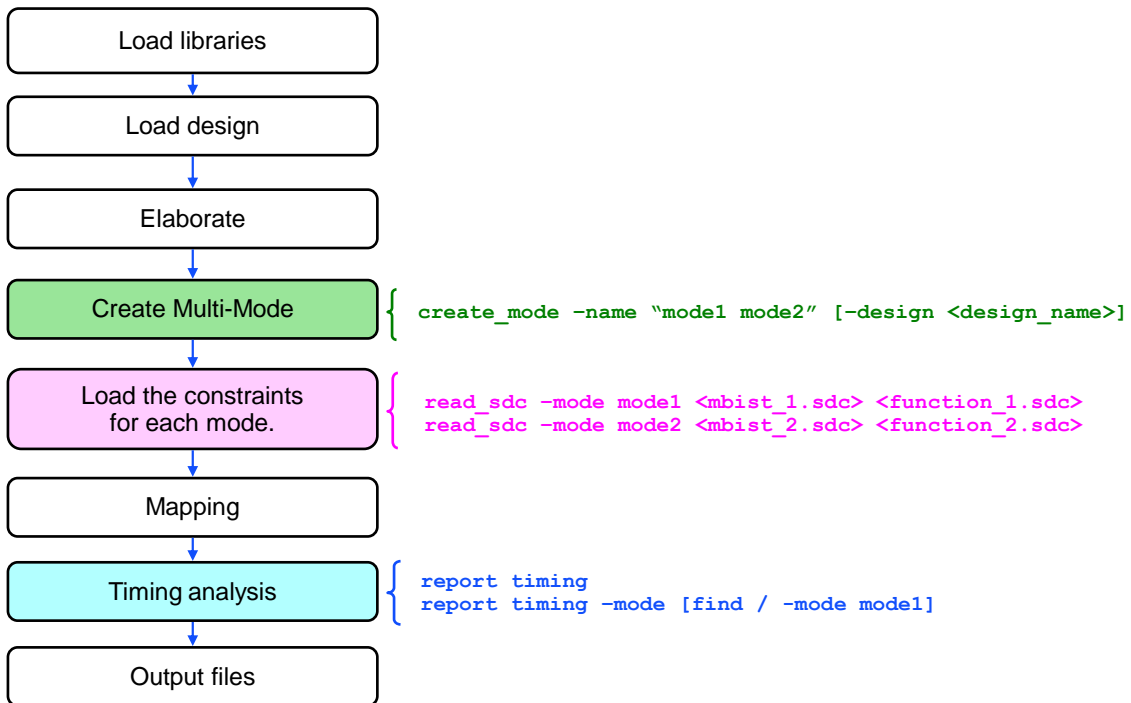 Load libraries
Load design
Elaborate
Create Multi-Mode
create_mode –name “mode1 mode2” [–design <design_name>]
Load the constraints
for each mode.
read_sdc –mode mode1 <mbist_1.sdc> <function_1.sdc>
read_sdc –mode mode2 <mbist_2.sdc> <function_2.sdc>
Mapping
Timing analysis
report timing
report timing –mode [find / -mode mode1]
Output files